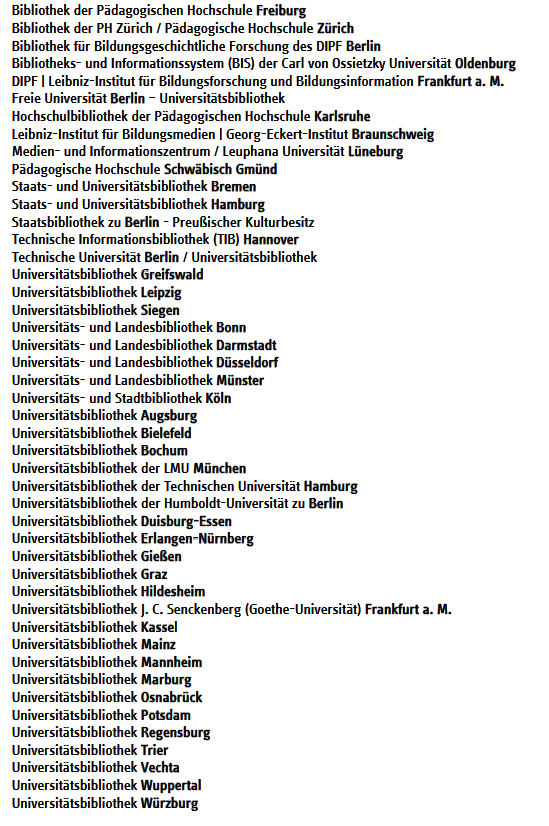 Bibliothek der Pädagogischen Hochschule Freiburg
Bibliothek der PH Zürich / Pädagogische Hochschule Zürich
Bibliothek für Bildungsgeschichtliche Forschung des DIPF Berlin
Bibliotheks- und Informationssystem (BIS) der Carl von Ossietzky Universität Oldenburg
DIPF | Leibniz-Institut für Bildungsforschung und Bildungsinformation Frankfurt a. M.
Freie Universität Berlin – Universitätsbibliothek
Hochschulbibliothek der Pädagogischen Hochschule Karlsruhe
Leibniz-Institut für Bildungsmedien | Georg-Eckert-Institut Braunschweig
Medien- und Informationszentrum / Leuphana Universität Lüneburg
Pädagogische Hochschule Schwäbisch Gmünd
Staats- und Universitätsbibliothek Bremen
Staats- und Universitätsbibliothek Hamburg
Staatsbibliothek zu Berlin - Preußischer Kulturbesitz
Technische Informationsbibliothek (TIB) Hannover
Technische Universität Berlin / Universitätsbibliothek
Universitätsbibliothek Greifswald
Universitätsbibliothek Leipzig
Universitätsbibliothek Siegen
Universitäts- und Landesbibliothek Bonn
Universitäts- und Landesbibliothek Darmstadt
Universitäts- und Landesbibliothek Düsseldorf
Universitäts- und Landesbibliothek Münster
Universitäts- und Stadtbibliothek Köln
Universitätsbibliothek Augsburg
Universitätsbibliothek Bielefeld
Universitätsbibliothek Bochum
Universitätsbibliothek der LMU München
Universitätsbibliothek der Technischen Universität Hamburg
Universitätsbibliothek der Humboldt-Universität zu Berlin
Universitätsbibliothek Duisburg-Essen
Universitätsbibliothek Erlangen-Nürnberg
Universitätsbibliothek Gießen
Universitätsbibliothek Graz
Universitätsbibliothek Hildesheim
Universitätsbibliothek J. C. Senckenberg (Goethe-Universität) Frankfurt a. M.
Universitätsbibliothek Kassel
Universitätsbibliothek Mainz
Universitätsbibliothek Mannheim
Universitätsbibliothek Marburg
Universitätsbibliothek Osnabrück
Universitätsbibliothek Potsdam
Universitätsbibliothek Regensburg
Universitätsbibliothek Trier
Universitätsbibliothek Vechta
Universitätsbibliothek Wuppertal
Universitätsbibliothek Würzburg